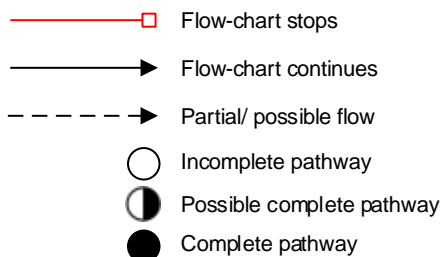 Flow-chart stops
Flow-chart continues
Partial/ possible flow
Incomplete pathway
Possible complete pathway
Complete pathway